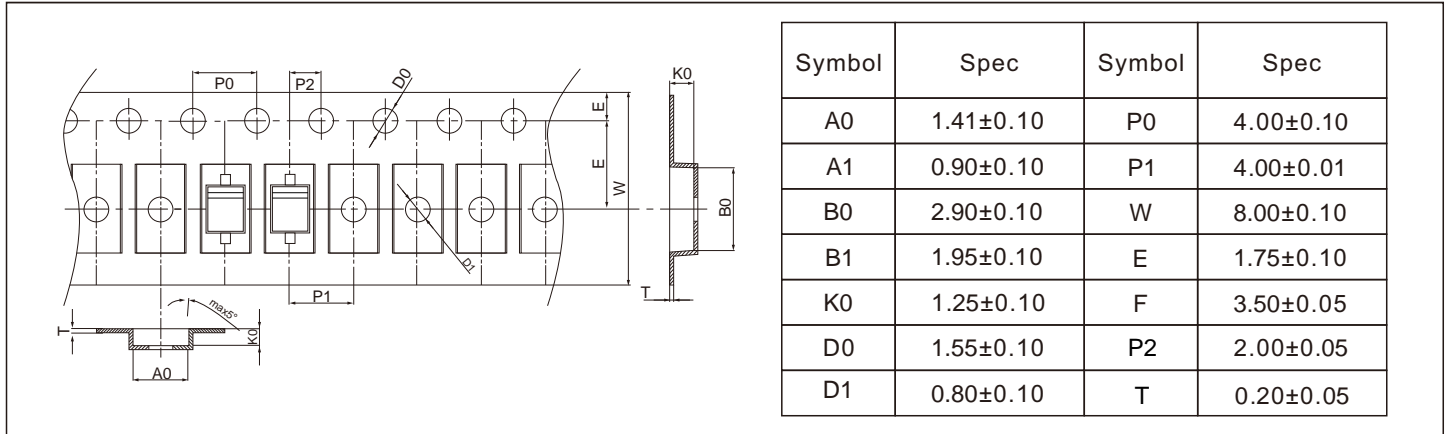 P0
P2
D0
E
E
W
K0
B0
T
D1
P1
max5°
T
K0
A0
Symbol Spec Symbol Spec
A0 1.41±0.10 P0 4.00±0.10
A1 0.90±0.10 P1 4.00±0.01
B0 2.90±0.10 W 8.00±0.10
B1 1.95±0.10 E 1.75±0.10
K0 1.25±0.10 F 3.50±0.05
D0 1.55±0.10 P2 2.00±0.05
D1 0.80±0.10 T 0.20±0.05